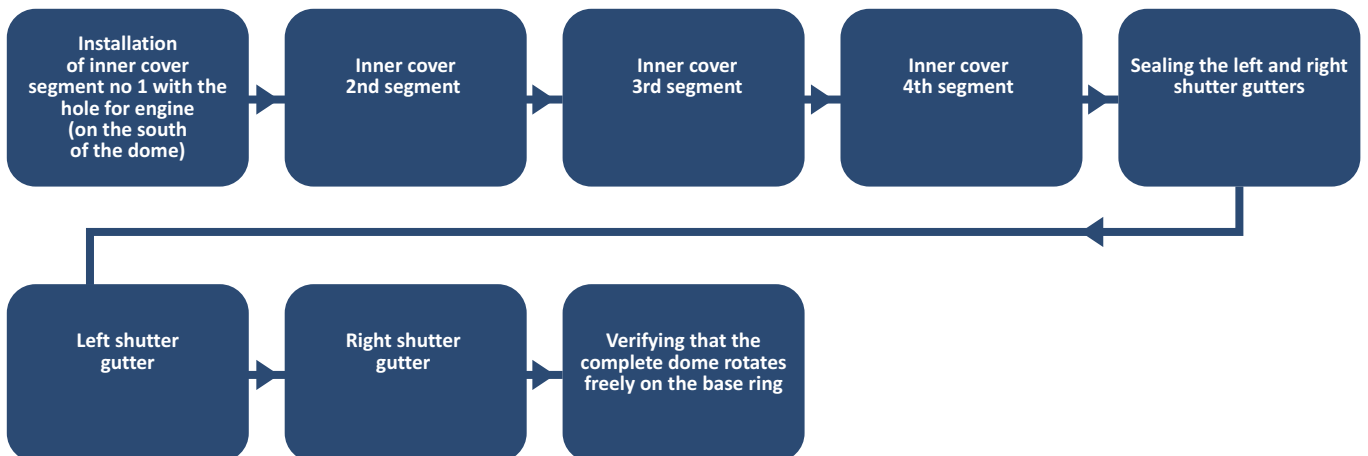 Installation
of inner cover
segment no 1 with the
hole for engine
(on the south
of the dome)
Inner cover
2nd segment
Inner cover
3rd segment
Inner cover
4th segment
Sealing the left and right
shutter gutters
Left shutter
gutter
Right shutter
gutter
Verifying that the
complete dome rotates
freely on the base ring